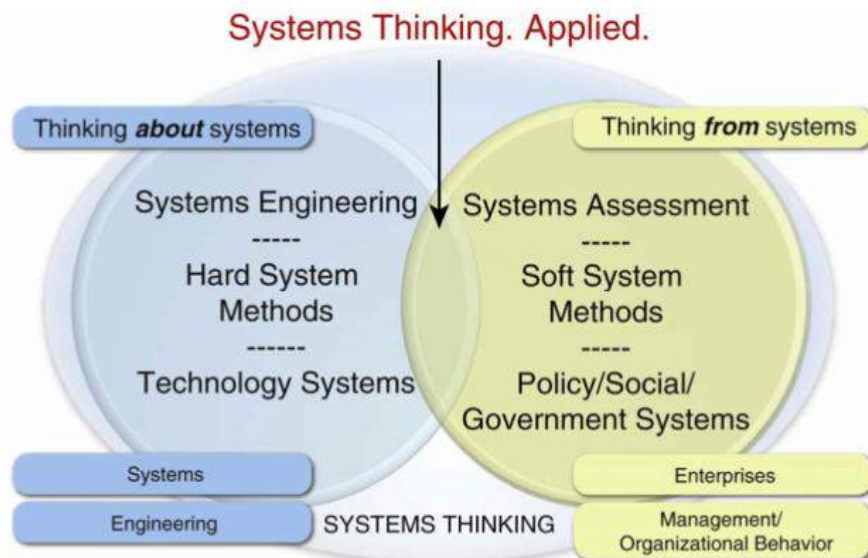 Systems Thinking. Applied.
Thinking about systems
Thinking from systems
Systems Engineering
-----
Hard System
Methods
------
Technology Systems
Systems Assessment
-----
Soft System
Methods
-----
Policy/Social/
Government Systems
Systems
Engineering
SYSTEMS THINKING
Enterprises
Management/
Organizational Behavior